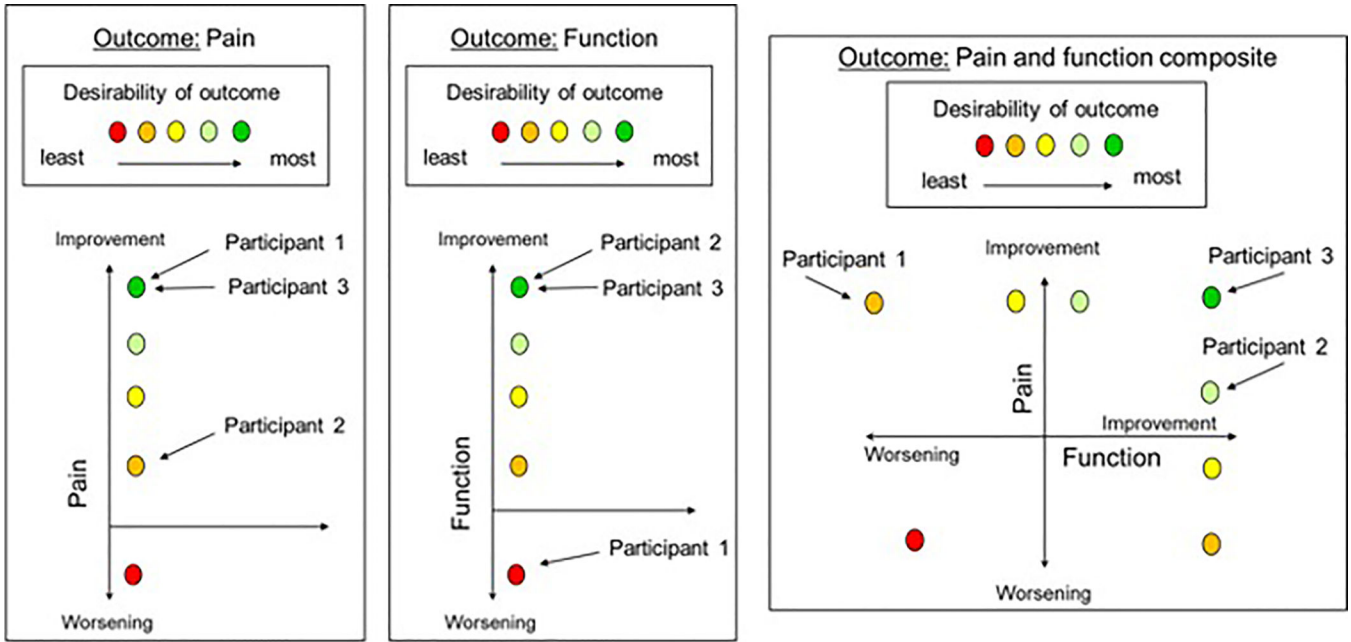 Outcome: Pain
Desirability of outcome
least
most
Improvement
Participant 1
Participant 3
Participant 2
Pain
Worsening
Outcome: Function
Desirability of outcome
least
most
Improvement
Participant 2
Participant 3
Function
Participant 1
Worsening
Outcome: Pain and function composite
Desirability of outcome
least
most
Improvement
Participant 1
Participant 3
Participant 2
Pain
Improvement
Worsening
Function
Worsening